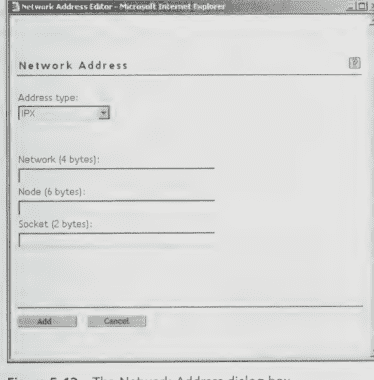 Network Address Editor - Microsoft Internet Explorer
Network Address
?
Address type:
IPX
Network (4 bytes):
Node (6 bytes):
Socket (2 bytes):
Add Cancel
Figure 5-12 The Network Address dialog box